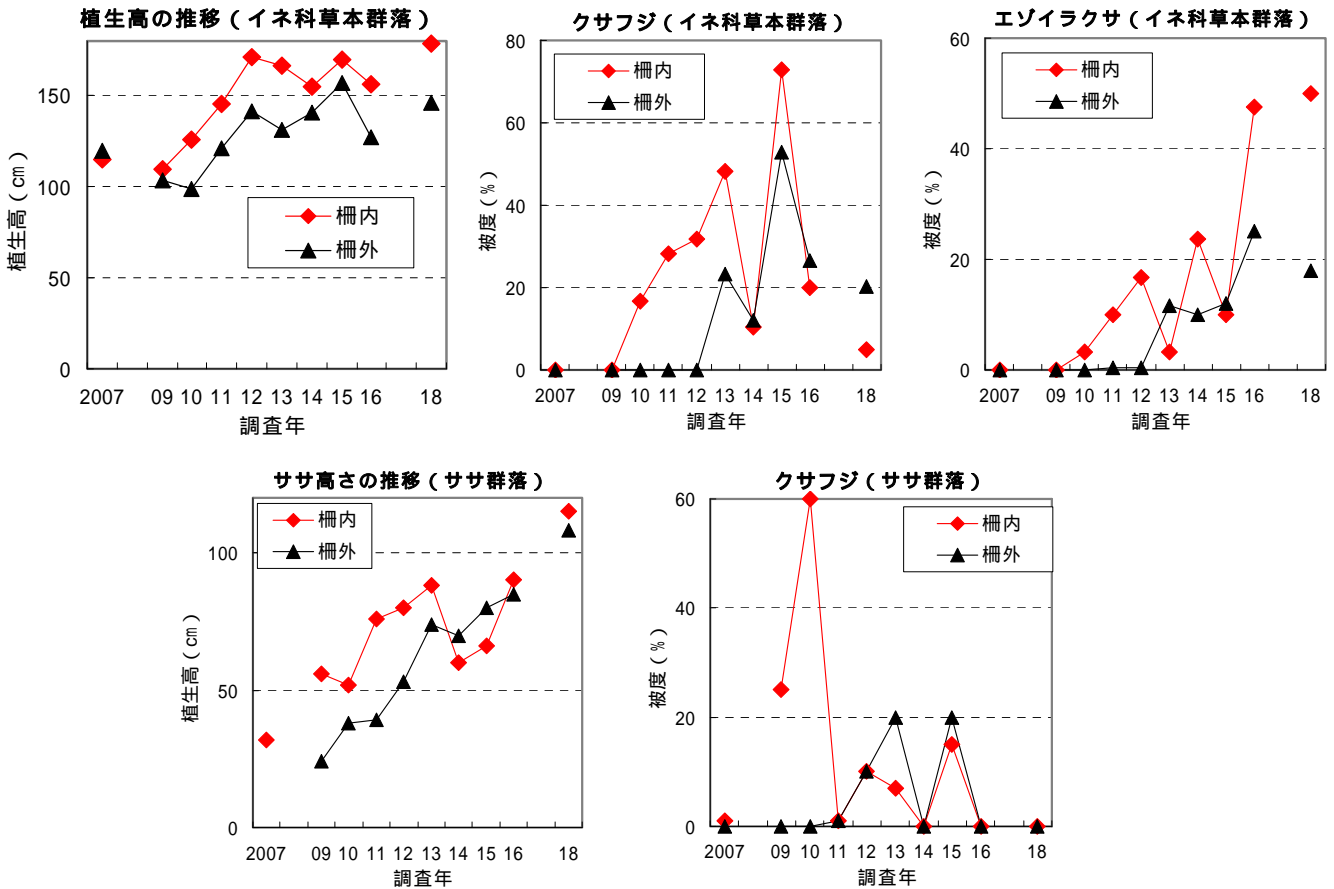 植生高の推移（イネ科草本群落）
150
100
50
0
植生高（㎝）
柵内
柵外
2007 09 10 11 12 13 14 15 16 18
調査年
クサフジ（イネ科草本群落）
80
60
40
20
0
被度（％）
柵内
柵外
2007 09 10 11 12 13 14 15 16 18
調査年
エゾイラクサ（イネ科草本群落）
60
40
20
0
被度（％）
柵内
柵外
2007 09 10 11 12 13 14 15 16 18
調査年
ササ高さの推移（ササ群落）
100
50
0
植生高（㎝）
柵内
柵外
2007 09 10 11 12 13 14 15 16 18
調査年
クサフジ（ササ群落）
60
40
20
0
被度（％）
柵内
柵外
2007 09 10 11 12 13 14 15 16 18
調査年